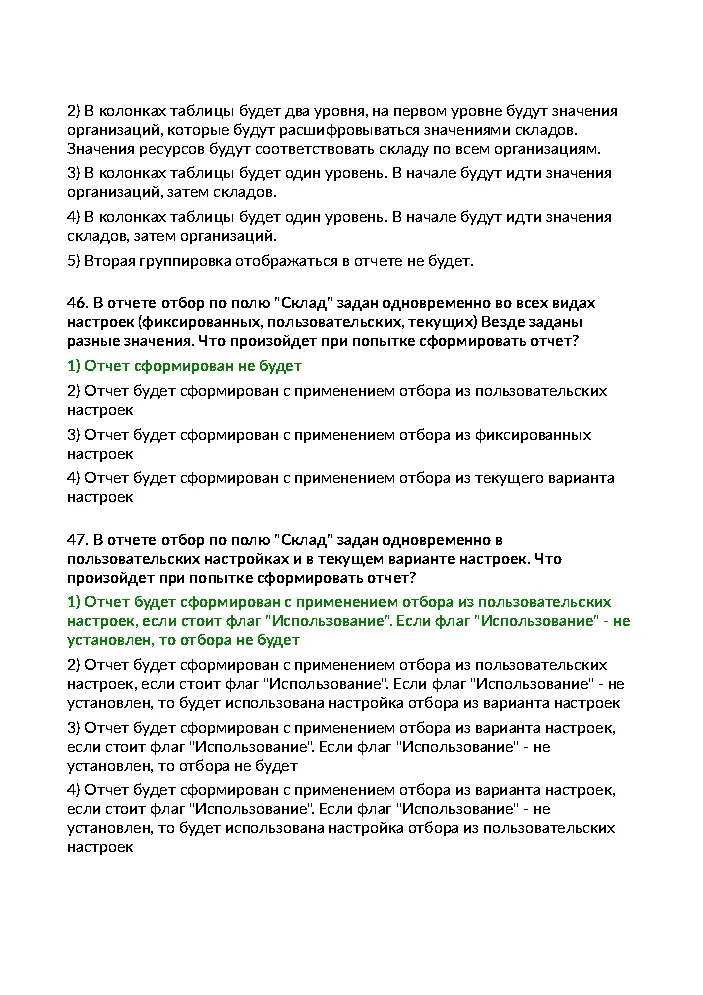 2) В колонках таблицы будет два уровня, на первом уровне будут значения
организаций, которые будут расшифровываться значениями складов.
Значения ресурсов будут соответствовать складу по всем организациям.
3) В колонках таблицы будет один уровень. В начале будут идти значения
организаций, затем складов.
4) В колонках таблицы будет один уровень. В начале будут идти значения
складов, затем организаций.
5) Вторая группировка отображаться в отчете не будет.
46. В отчете отбор по полю "Склад" задан одновременно во всех видах
настроек (фиксированных, пользовательских, текущих) Везде заданы
разные значения. Что произойдет при попытке сформировать отчет?
1) Отчет сформирован не будет
2) Отчет будет сформирован с применением отбора из пользовательских
настроек
3) Отчет будет сформирован с применением отбора из фиксированных
настроек
4) Отчет будет сформирован с применением отбора из текущего варианта
настроек
47. В отчете отбор по полю "Склад" задан одновременно в
пользовательских настройках и в текущем варианте настроек. Что
произойдет при попытке сформировать отчет?
1) Отчет будет сформирован с применением отбора из пользовательских
настроек, если стоит флаг "Использование". Если флаг "Использование" - не
установлен, то отбора не будет
2) Отчет будет сформирован с применением отбора из пользовательских
настроек, если стоит флаг "Использование". Если флаг "Использование" - не
установлен, то будет использована настройка отбора из варианта настроек
3) Отчет будет сформирован с применением отбора из варианта настроек,
если стоит флаг "Использование". Если флаг "Использование" - не
установлен, то отбора не будет
4) Отчет будет сформирован с применением отбора из варианта настроек,
если стоит флаг "Использование". Если флаг "Использование" - не
установлен, то будет использована настройка отбора из пользовательских
настроек